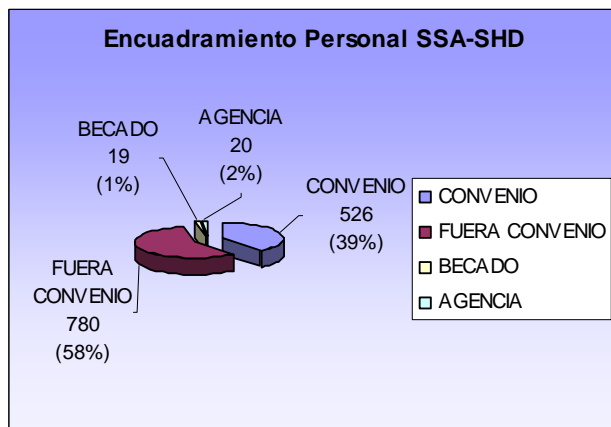 Encuadramiento Personal SSA-SHD
BECADO
19
(1%)
AGENCIA
20
(2%)
CONVENIO
526
(39%)
FUERA
CONVENIO
780
(58%)
CONVENIO
FUERA CONVENIO
BECADO
AGENCIA